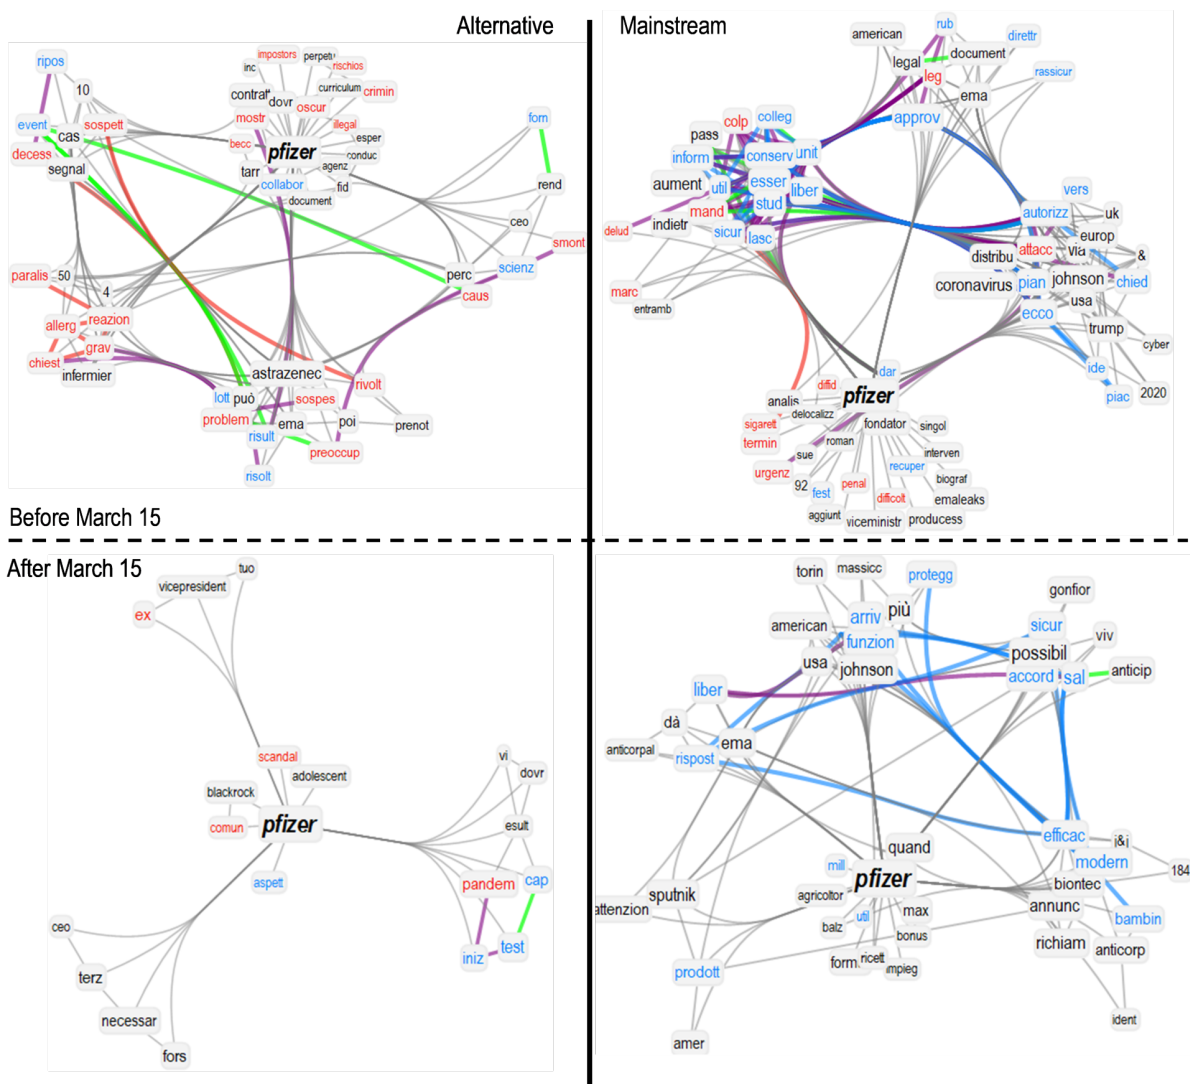 Alternative
Mainstream
ripos
10
event
cas
sospett
decess
segnal
impostors
perpetu
inc
rischios
contratt
dovr
curriculum
crimin
oscur
mostr
illegal
becc
esper
pfizer
conduc
agenz
tarr
collabor
fid
document
forn
rend
ceo
smont
scienz
perc
caus
paralis
50
4
allerg
reazion
grav
chiest
infermier
astrazenec
rivolt
lott
può
sospes
problem
ema
poi
prenot
risult
preoccup
risolt
Before March 15
american
rub
direttr
legal
document
leg
rassicur
ema
approv
colp
colleg
pass
inform
conserv
unit
aument
util
esser
liber
stud
mand
indietr
sicur
lasc
delud
marc
entramb
vers
autorizz
uk
europ
attacc
via
&
distribu
coronavirus
pian
johnson
chied
usa
ecco
trump
cyber
ide
piac
2020
dar
diffid
pfizer
analis
delocalizz
sigarett
fondator
singol
termin
roman
sue
interven
urgenz
recuper
92
biograf
fest
penal
difficolt
emaleaks
aggiunt
viceministr
producess
After March 15
tuo
vicepresident
ex
scandal
adolescent
blackrock
comun
pfizer
aspett
vi
dovr
esult
pandem
cap
iniz
test
ceo
terz
necessar
fors
torin
massicc
protegg
gonfior
arriv
più
american
funzion
sicur
viv
usa
johnson
possibil
accord
sal
anticip
liber
dà
anticorpal
ema
rispost
efficac
j&j
quand
modern
184
mill
pfizer
biontec
sputnik
agricoltor
attenzion
util
max
annunc
bambin
balz
bonus
form
ricett
impieg
richiam
anticorp
prodott
ident
amer